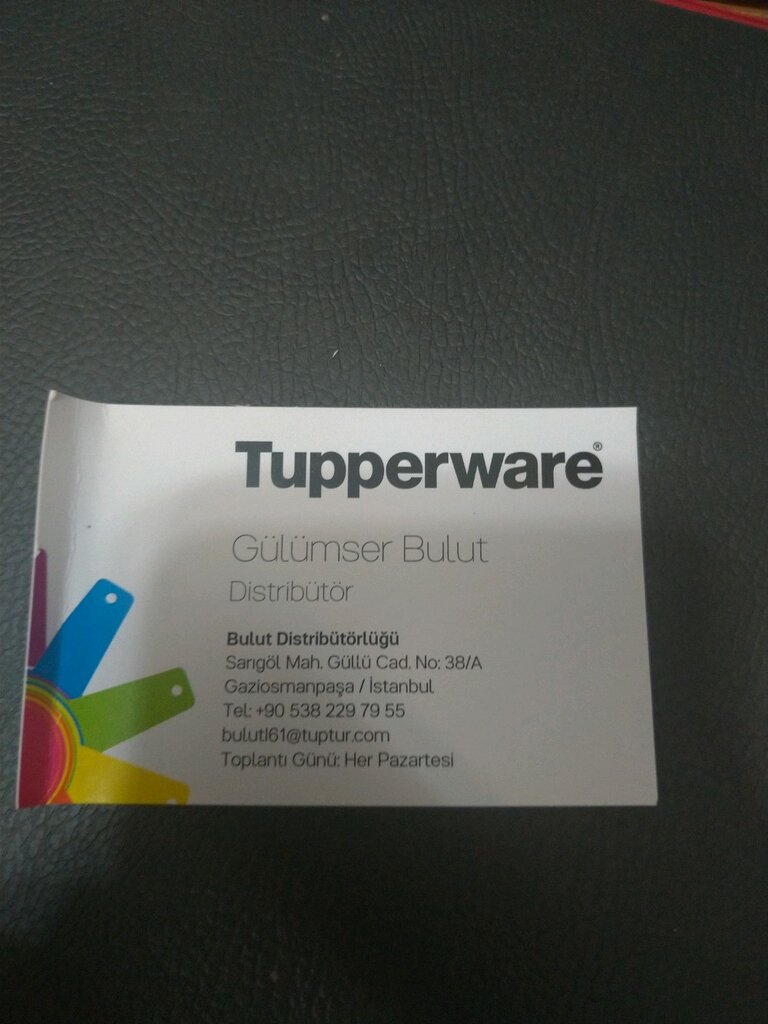 Tupperware®
Gülümser Bulut
Distribütör
Bulut Distribütörlüğü
Sarıgöl Mah. Güllü Cad. No: 38/A
Gaziosmanpaşa / İstanbul
Tel: +90 538 229 79 55
bulutl61@tuptur.com
Toplantı Günü: Her Pazartesi